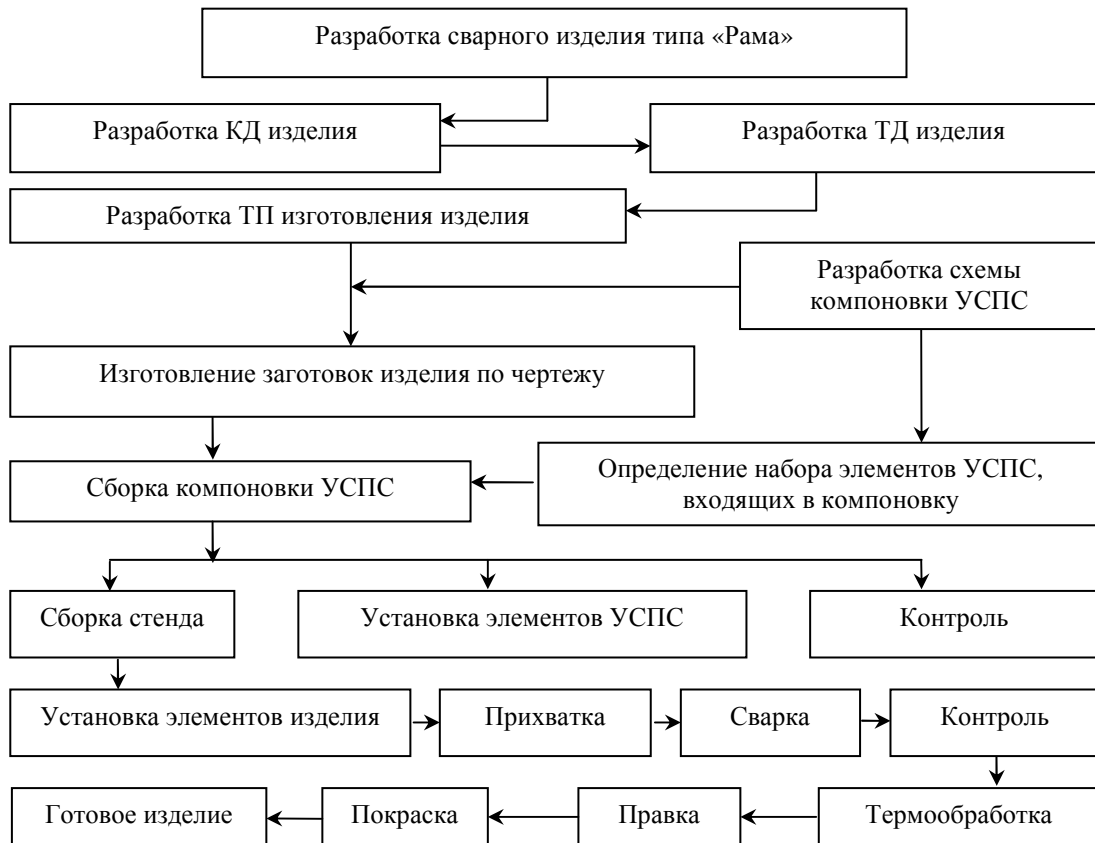 Разработка сварного изделия типа «Рама»
Разработка КД изделия
Разработка ТД изделия
Разработка ТП изготовления изделия
Разработка схемы
компоновки УСПС
Изготовление заготовок изделия по чертежу
Сборка компоновки УСПС
Определение набора элементов УСПС,
входящих в компоновку
Сборка стенда
Установка элементов УСПС
Контроль
Установка элементов изделия
Прихватка
Сварка
Контроль
Готовое изделие
Покраска
Правка
Термообработка